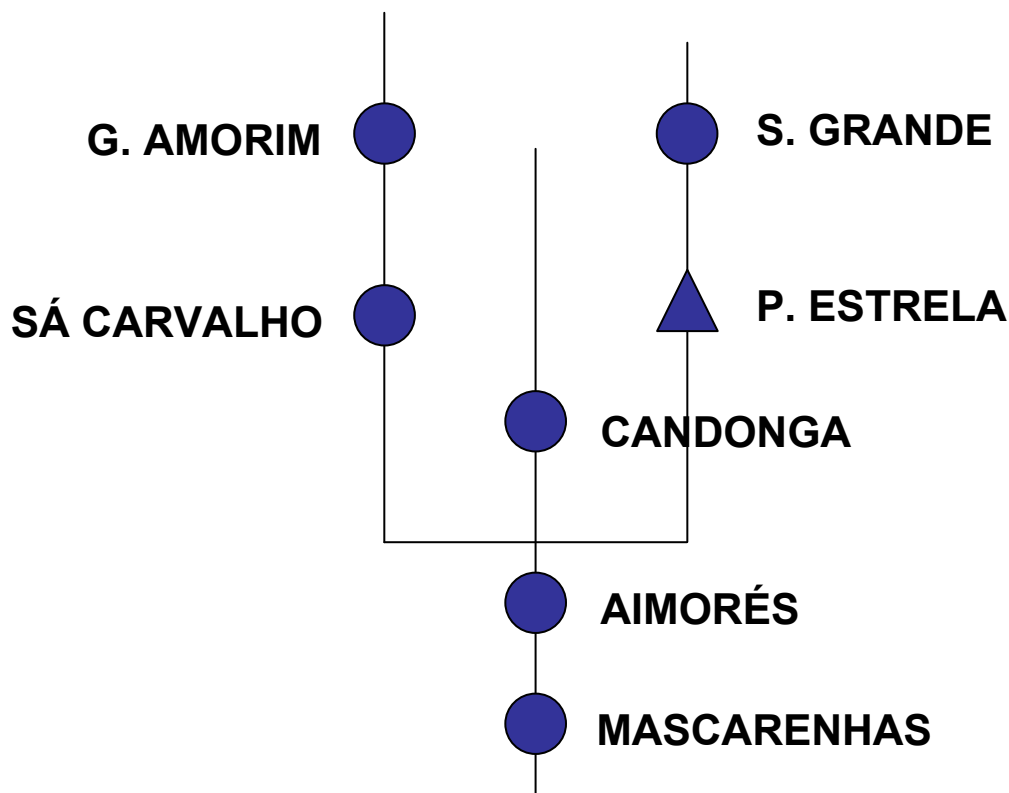 G. AMORIM
S. GRANDE
SÁ CARVALHO
P. ESTRELA
CANDONGA
AIMORÉS
MASCARENHAS